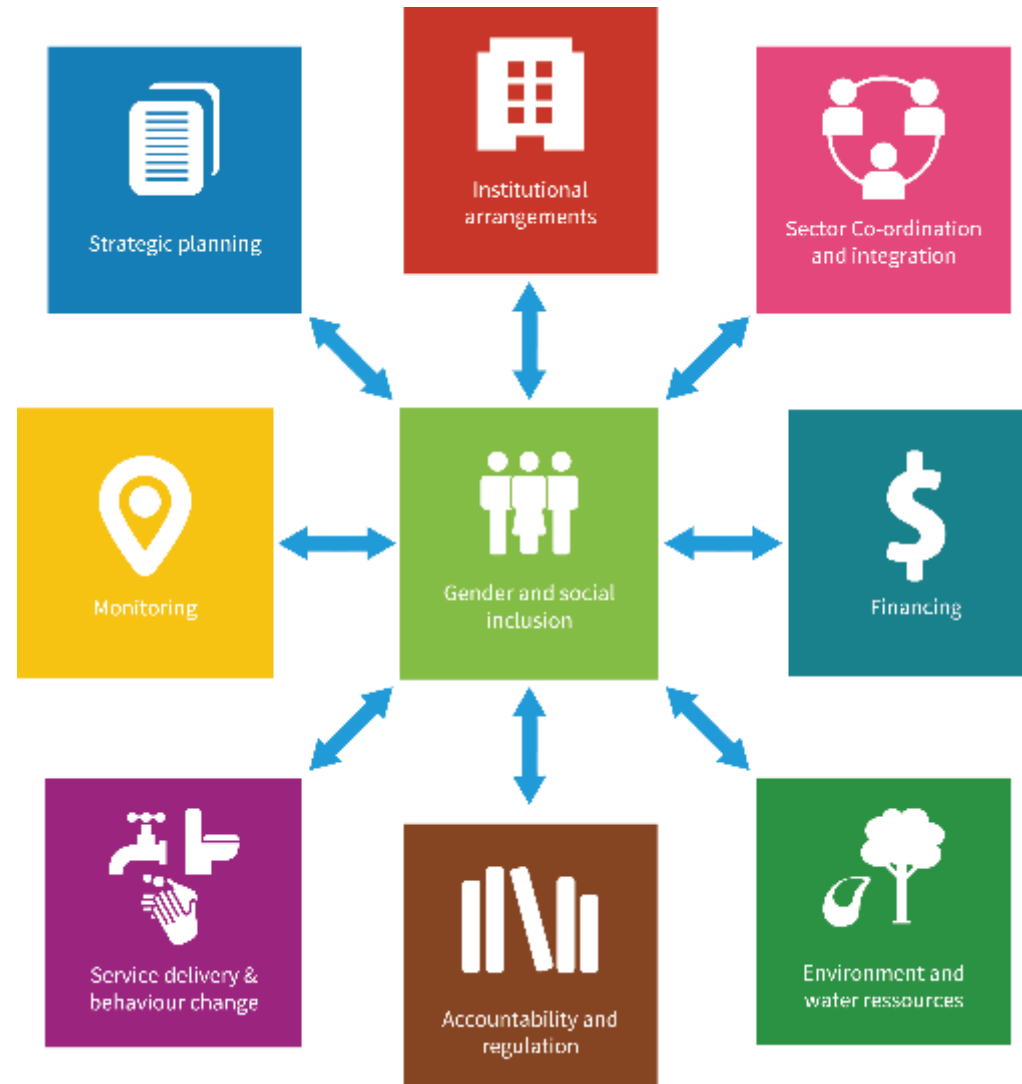 Strategic planning
Institutional
arrangements
Sector Co-ordination
and integration
Monitoring
Gender and social
inclusion
Financing
Service delivery &
behaviour change
Accountability and
regulation
Environment and
water ressources